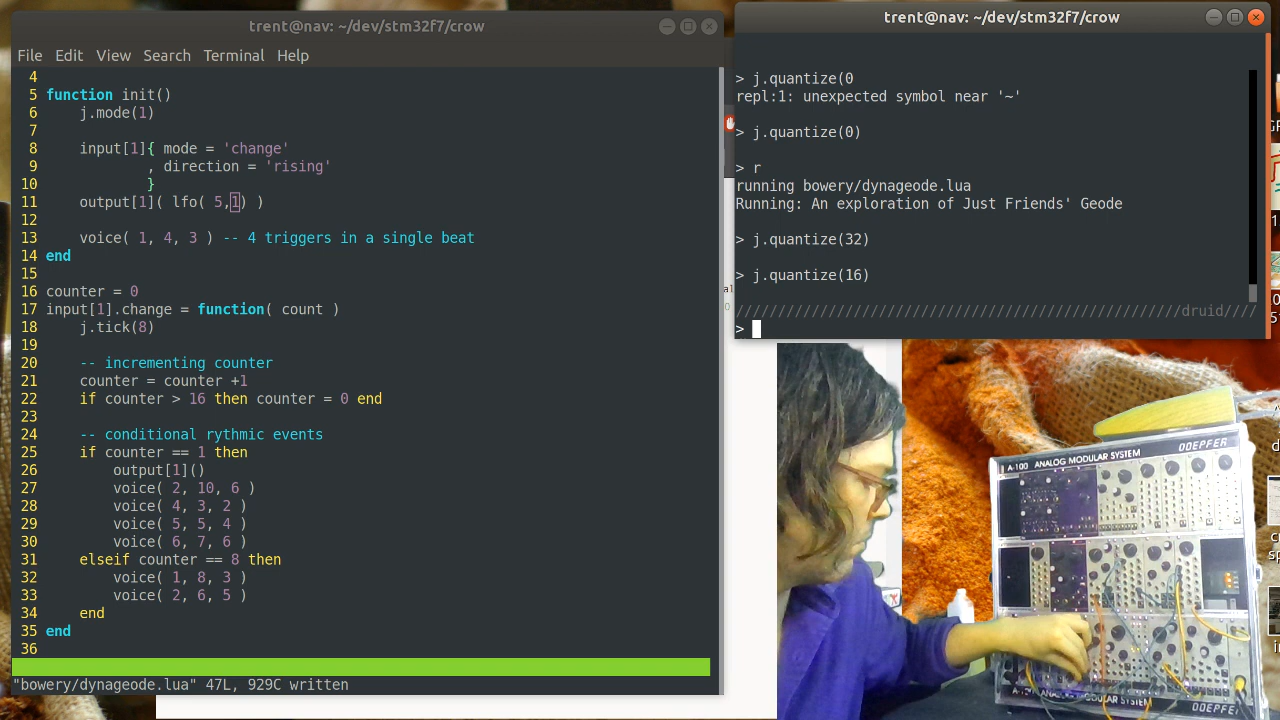 trent@nav: ~/dev/stm32f7/crow
File Edit View Search Terminal Help
4
5 function init()
6 j.mode(1)
7
8 input[1]{ mode = 'change'
9 , direction = 'rising'
10 }
11 output[1]( lfo( 5,1) )
12
13 voice( 1, 4, 3 ) -- 4 triggers in a single beat
14 end
15
16 counter = 0
17 input[1].change = function( count )
18 j.tick(8)
19
20 -- incrementing counter
21 counter = counter +1
22 if counter > 16 then counter = 0 end
23
24 -- conditional rythmic events
25 if counter == 1 then
26 output[1]()
27 voice( 2, 10, 6 )
28 voice( 4, 3, 2 )
29 voice( 5, 5, 4 )
30 voice( 6, 7, 6 )
31 elseif counter == 8 then
32 voice( 1, 8, 3 )
33 voice( 2, 6, 5 )
34 end
35 end
36
"bowery/dynageode.lua" 47L, 929C written
trent@nav: ~/dev/stm32f7/crow
> j.quantize(0
repl:1: unexpected symbol near '~'
> j.quantize(0)
> r
running bowery/dynageode.lua
Running: An exploration of Just Friends' Geode
> j.quantize(32)
> j.quantize(16)
//////////////////////////////////////////////////////druid////
>
A-100 ANALOG MODULAR SYSTEM DOEPFER
DOEPFER